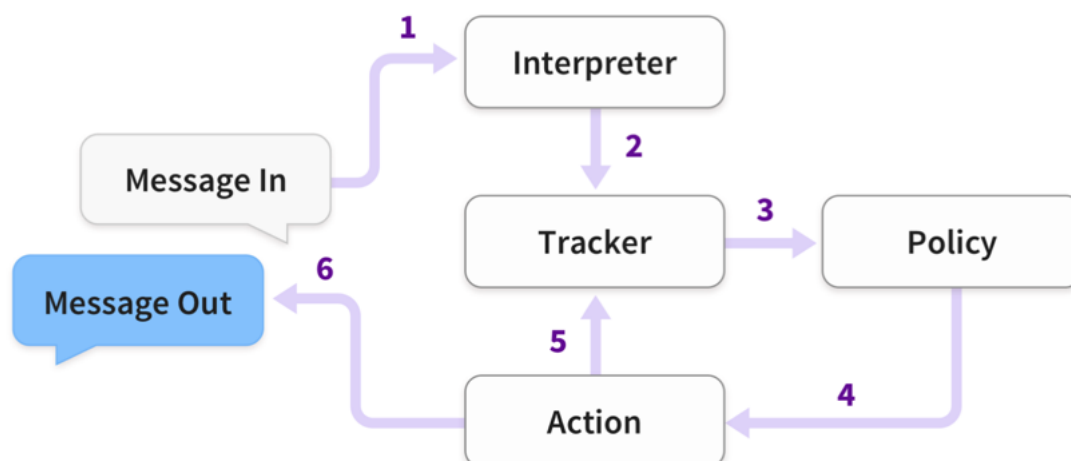 1
Interpreter
2
Message In
Tracker
3
Policy
6
Message Out
5
4
Action